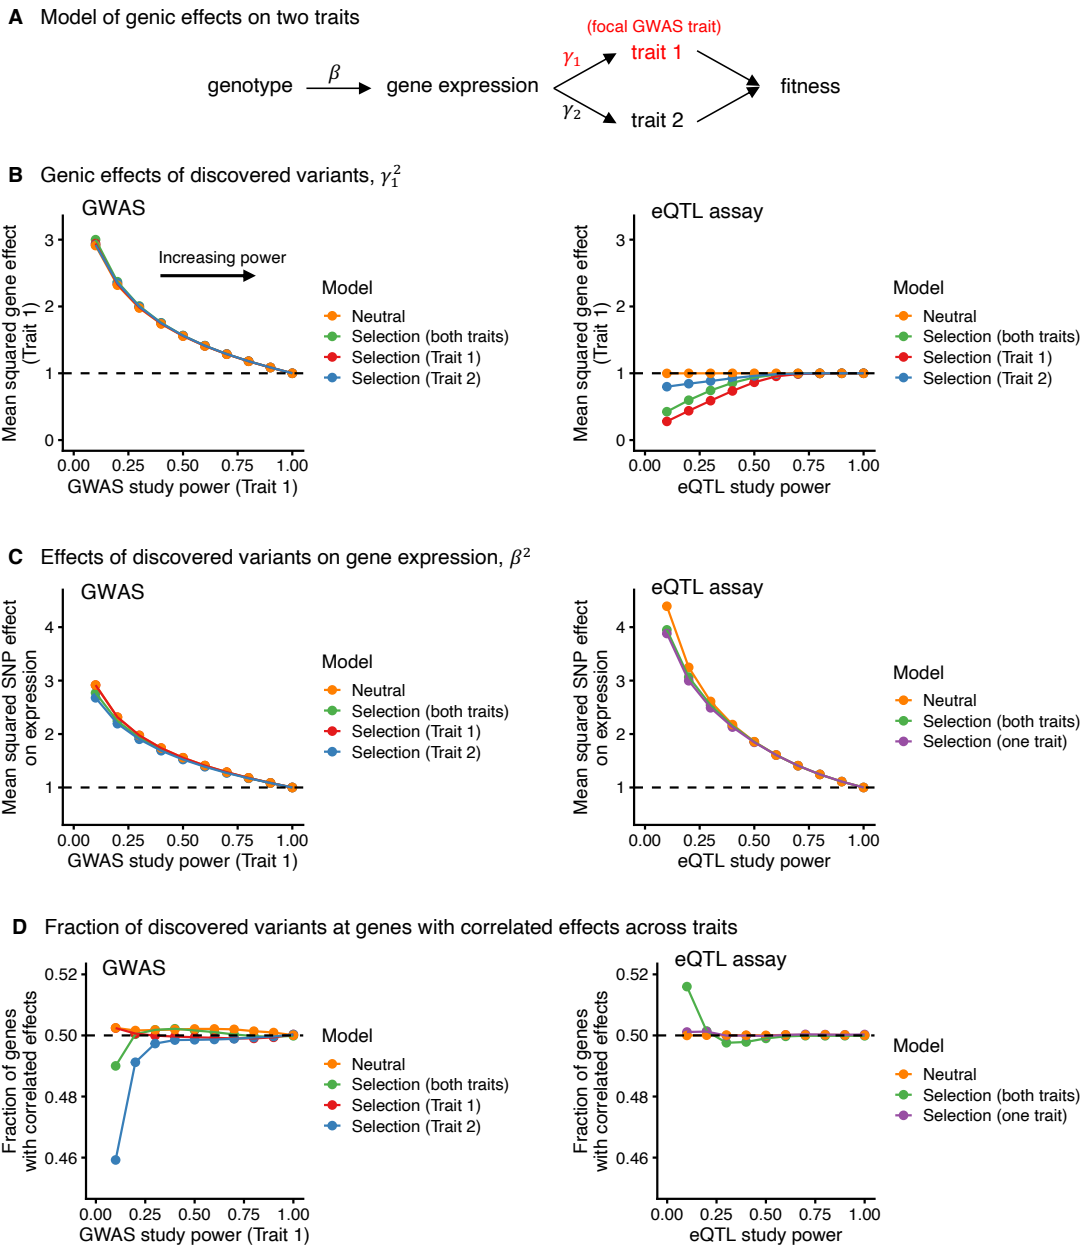 A Model of genic effects on two traits
(focal GWAS trait)
genotype β gene expression γ1 trait 1 fitness
γ2 trait 2
B Genic effects of discovered variants, γ1²
GWAS
Mean squared gene effect
(Trait 1)
3
2
1
0
Increasing power
0.00 0.25 0.50 0.75 1.00
GWAS study power (Trait 1)
Model
Neutral
Selection (both traits)
Selection (Trait 1)
Selection (Trait 2)
eQTL assay
Mean squared gene effect
(Trait 1)
3
2
1
0
0.00 0.25 0.50 0.75 1.00
eQTL study power
Model
Neutral
Selection (both traits)
Selection (Trait 1)
Selection (Trait 2)
C Effects of discovered variants on gene expression, β²
GWAS
Mean squared SNP effect
on expression
4
3
2
1
0.00 0.25 0.50 0.75 1.00
GWAS study power (Trait 1)
Model
Neutral
Selection (both traits)
Selection (Trait 1)
Selection (Trait 2)
eQTL assay
Mean squared SNP effect
on expression
4
3
2
1
0.00 0.25 0.50 0.75 1.00
eQTL study power
Model
Neutral
Selection (both traits)
Selection (one trait)
D Fraction of discovered variants at genes with correlated effects across traits
GWAS
Fraction of genes
with correlated effects
0.52
0.50
0.48
0.46
0.00 0.25 0.50 0.75 1.00
GWAS study power (Trait 1)
Model
Neutral
Selection (both traits)
Selection (Trait 1)
Selection (Trait 2)
eQTL assay
Fraction of genes
with correlated effects
0.52
0.50
0.48
0.46
0.00 0.25 0.50 0.75 1.00
eQTL study power
Model
Neutral
Selection (both traits)
Selection (one trait)